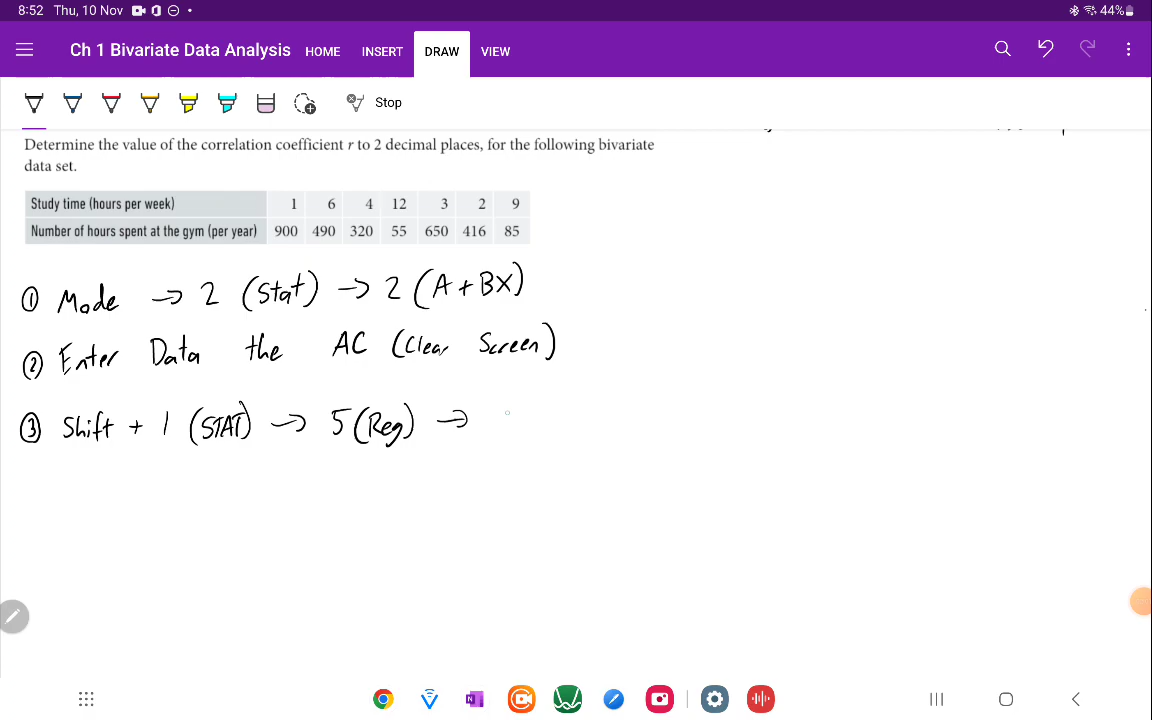 8:52 Thu, 10 Nov 44%
Ch 1 Bivariate Data Analysis HOME INSERT DRAW VIEW
Stop
Determine the value of the correlation coefficient r to 2 decimal places, for the following bivariate
data set.
Study time (hours per week) 1 6 4 12 3 2 9
Number of hours spent at the gym (per year) 900 490 320 55 650 416 85
① Mode → 2 (Stat) → 2 (A + BX)
② Enter Data the AC (Clear Screen)
③ Shift + 1 (STAT) → 5 (Reg) →